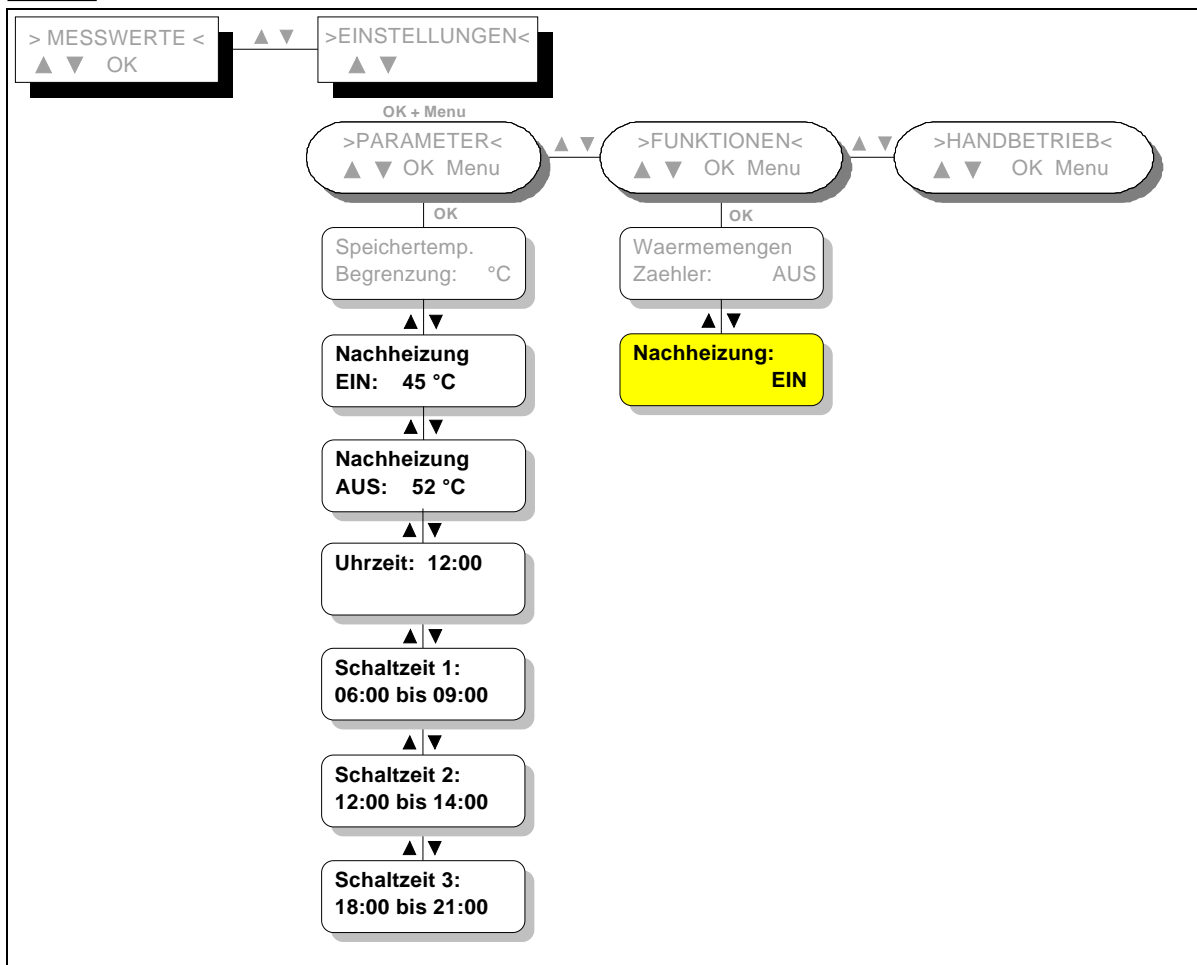 > MESSWERTE <
▲ ▼ OK
▲ ▼
>EINSTELLUNGEN<
▲ ▼
OK + Menu
>PARAMETER<
▲ ▼ OK Menu
▲ ▼
>FUNKTIONEN<
▲ ▼ OK Menu
▲ ▼
>HANDBETRIEB<
▲ ▼ OK Menu
OK
Speichertemp.
Begrenzung: °C
▲ ▼
Nachheizung
EIN: 45 °C
▲ ▼
Nachheizung
AUS: 52 °C
▲ ▼
Uhrzeit: 12:00
▲ ▼
Schaltzeit 1:
06:00 bis 09:00
▲ ▼
Schaltzeit 2:
12:00 bis 14:00
▲ ▼
Schaltzeit 3:
18:00 bis 21:00
OK
Waermemengen
Zaehler: AUS
▲ ▼
Nachheizung:
EIN